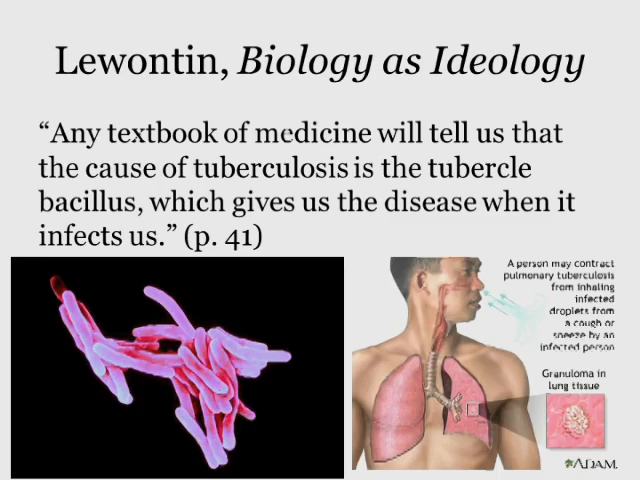 Lewontin, Biology as Ideology
“Any textbook of medicine will tell us that
the cause of tuberculosis is the tubercle
bacillus, which gives us the disease when it
infects us.” (p. 41)
A person may contract
pulmonary tuberculosis
from inhaling
infected
droplets from
a cough or
sneeze by an
infected person
Granuloma in
lung tissue
ADAM.